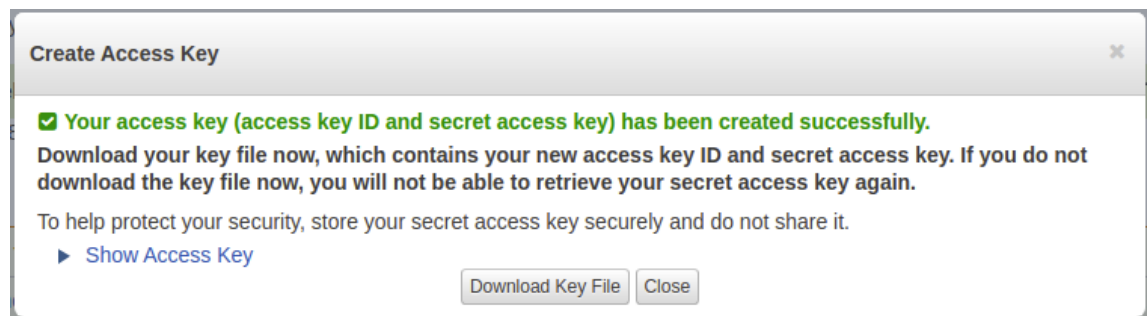 Create Access Key
Your access key (access key ID and secret access key) has been created successfully.
Download your key file now, which contains your new access key ID and secret access key. If you do not
download the key file now, you will not be able to retrieve your secret access key again.
To help protect your security, store your secret access key securely and do not share it.
Show Access Key
Download Key File Close